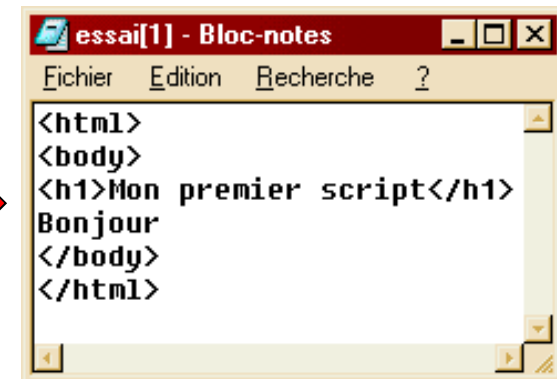 essai[1] - Bloc-notes
Fichier Edition Recherche ?
<html>
<body>
<h1>Mon premier script</h1>
Bonjour
</body>
</html>